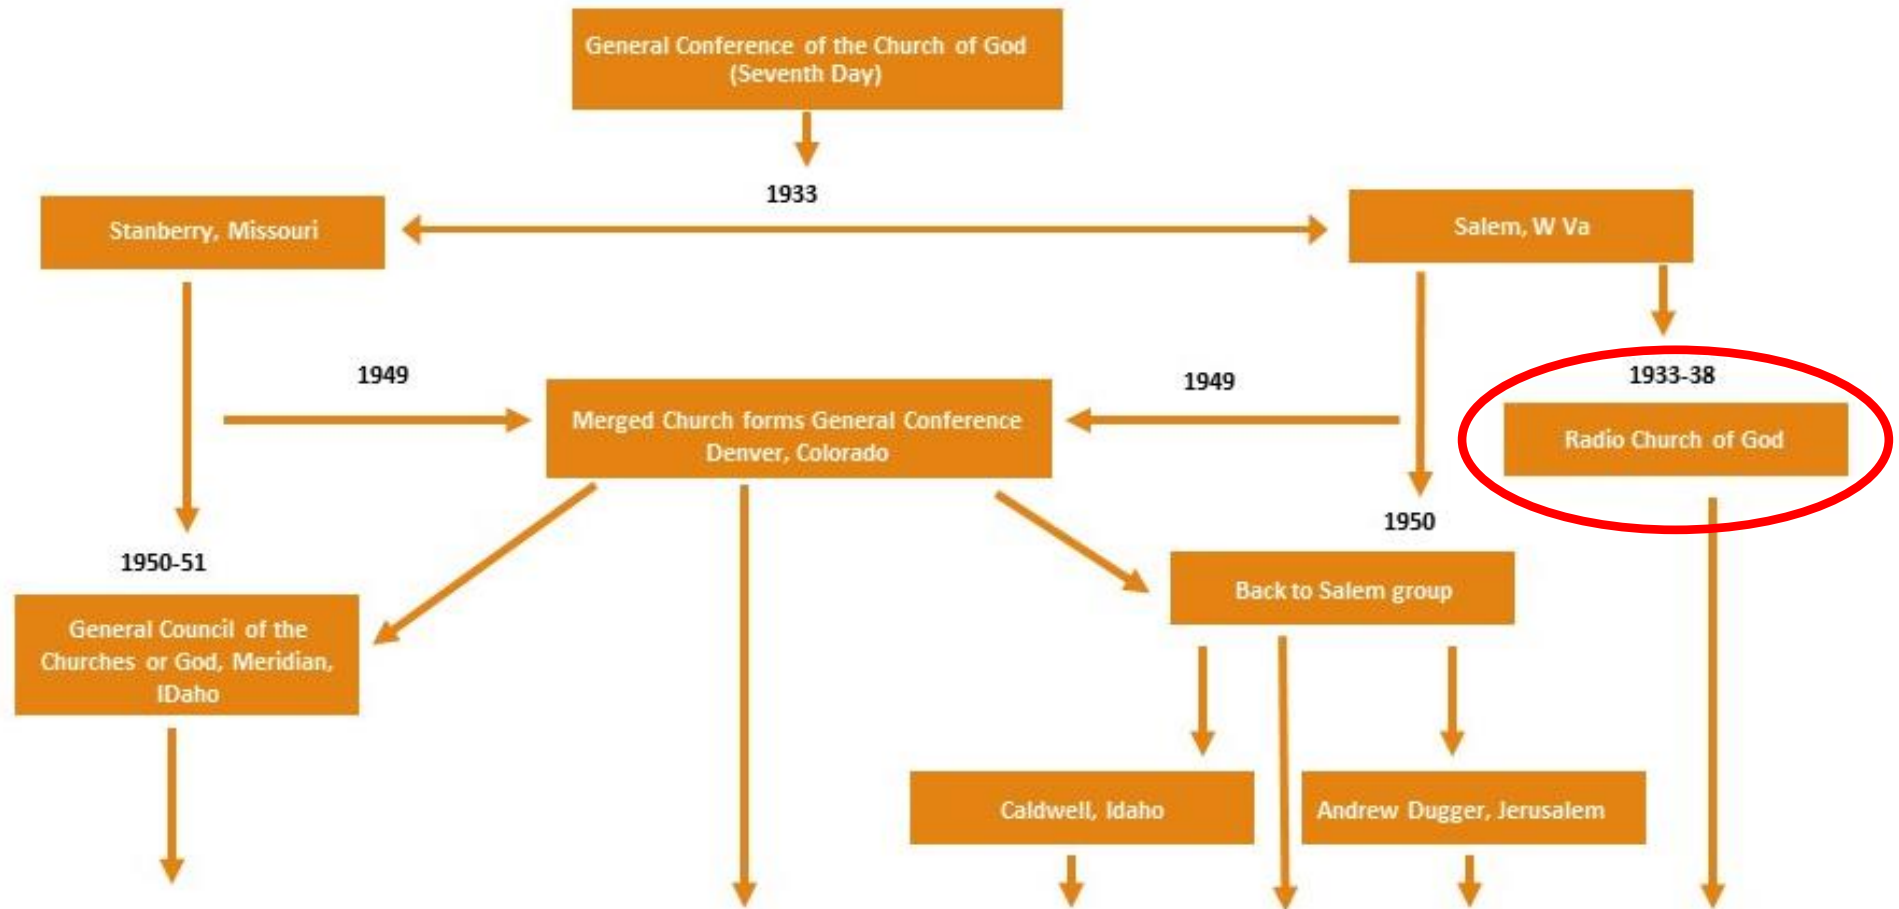 General Conference of the Church of God
(Seventh Day)
1933
Stanberry, Missouri
Salem, W Va
1949
1949
1933-38
Merged Church forms General Conference
Denver, Colorado
Radio Church of God
1950
1950-51
Back to Salem group
General Council of the
Churches or God, Meridian,
IDaho
Caldwell, Idaho
Andrew Dugger, Jerusalem